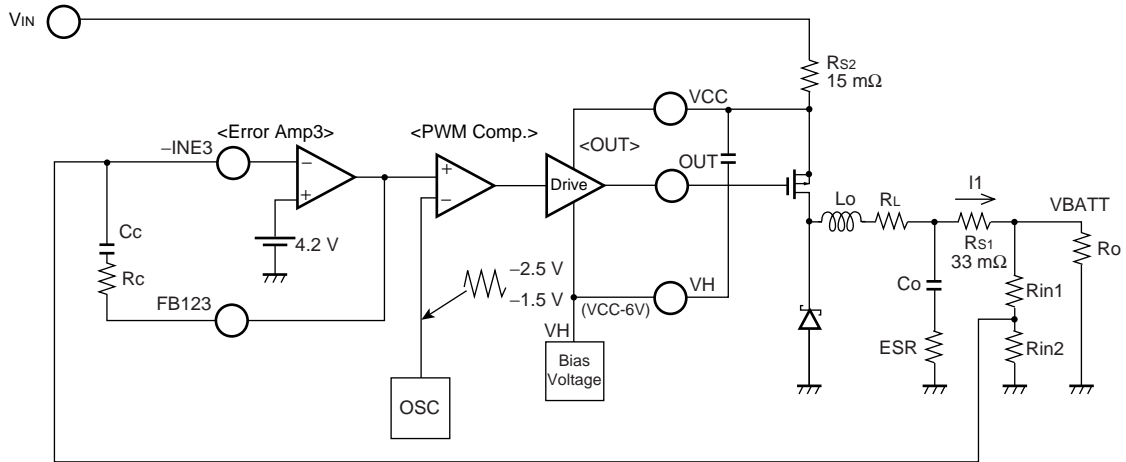 VIN
RS2
15 mΩ
VCC
<Error Amp3>
<PWM Comp.>
<OUT>
−INE3
OUT
−
+
+
−
Drive
I1
Lo
RL
VBATT
Cc
4.2 V
RS1
33 mΩ
Ro
Rc
−2.5 V
−1.5 V
VH
Co
Rin1
FB123
(VCC-6V)
VH
ESR
Rin2
Bias
Voltage
OSC